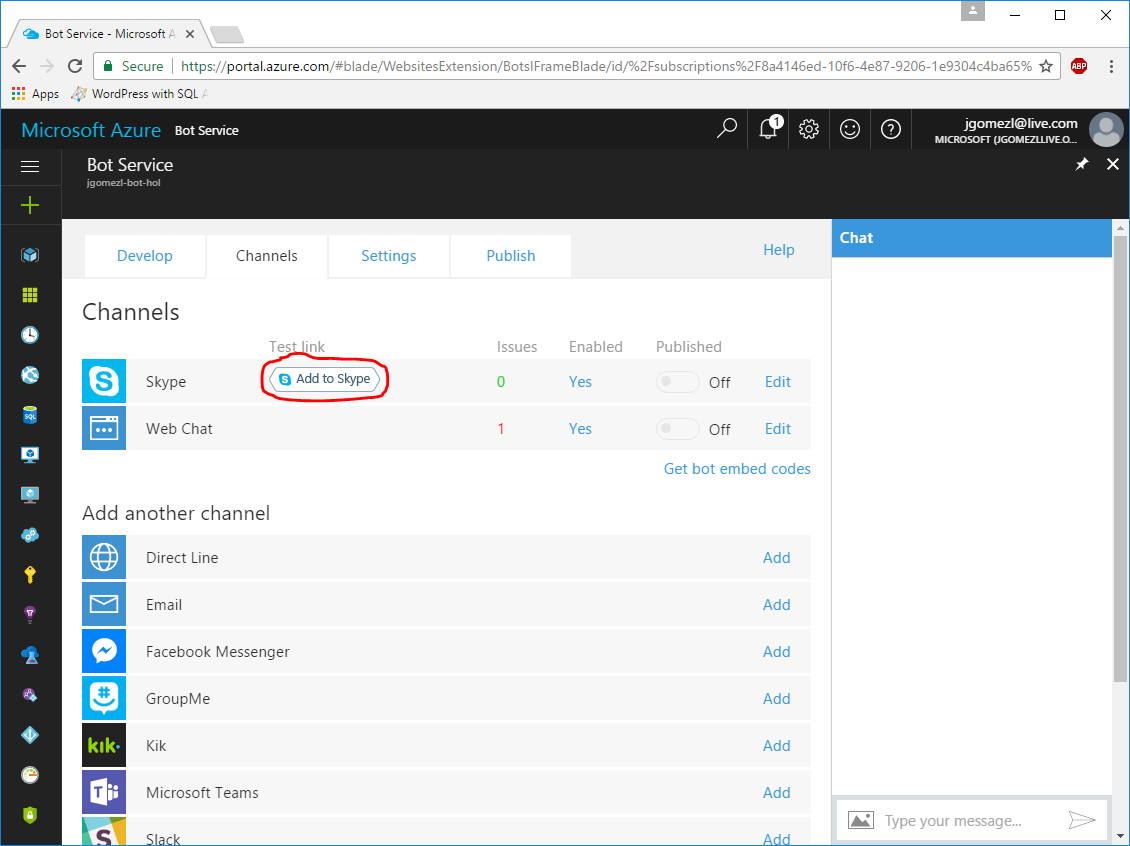 Bot Service - Microsoft A
Secure https://portal.azure.com/#blade/WebsitesExtension/BotsIFrameBlade/id/%2Fsubscriptions%2F8a4146ed-10f6-4e87-9206-1e9304c4ba65%
ABP
Apps WordPress with SQL A
Microsoft Azure Bot Service 1 jgomezl@live.com
MICROSOFT (JGOMEZLLIVE.O...
Bot Service
jgomezl-bot-hol
Develop Channels Settings Publish Help
Chat
Channels
Test link Issues Enabled Published
Skype Add to Skype 0 Yes Off Edit
Web Chat 1 Yes Off Edit
Get bot embed codes
Add another channel
Direct Line Add
Email Add
Facebook Messenger Add
GroupMe Add
kik. Kik Add
Microsoft Teams Add
Slack Add
SQL
Type your message...